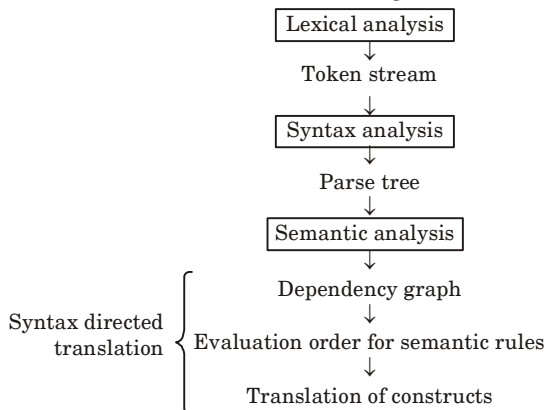 Lexical analysis
Token stream
Syntax analysis
Parse tree
Semantic analysis
Dependency graph
Syntax directed
translation
Evaluation order for semantic rules
Translation of constructs